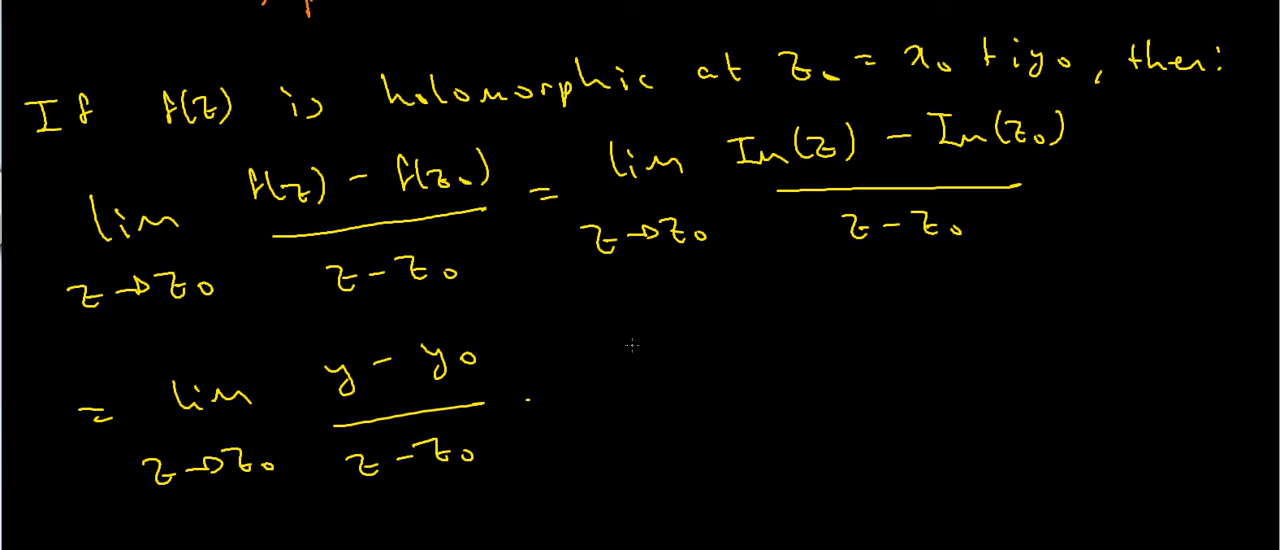 If f(z) is holomorphic at z₀ = x₀ + iy₀, then:
lim z→z₀ (f(z) - f(z₀)) / (z - z₀) = lim z→z₀ (Im(z) - Im(z₀)) / (z - z₀)
= lim z→z₀ (y - y₀) / (z - z₀) .